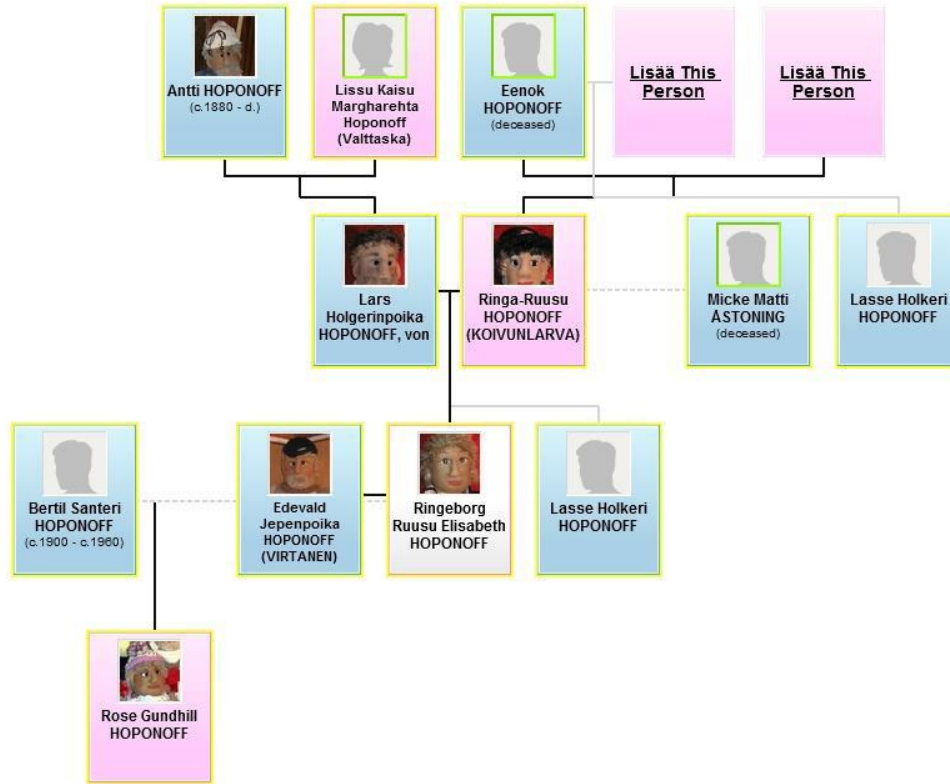 Antti HOPONOFF
(c.1880 - d.)
Lissu Kaisu
Margharehta
Hoponoff
(Valttaska)
Eenok
HOPONOFF
(deceased)
Lisää This
Person
Lisää This
Person
Lars
Holgerinpoika
HOPONOFF, von
Ringa-Ruusu
HOPONOFF
(KOIVUNLARVA)
Micke Matti
ÅSTONING
(deceased)
Lasse Holkeri
HOPONOFF
Bertil Santeri
HOPONOFF
(c.1900 - c.1960)
Edevald
Jepenpoika
HOPONOFF
(VIRTANEN)
Ringeborg
Ruusu Elisabeth
HOPONOFF
Lasse Holkeri
HOPONOFF
Rose Gundhill
HOPONOFF